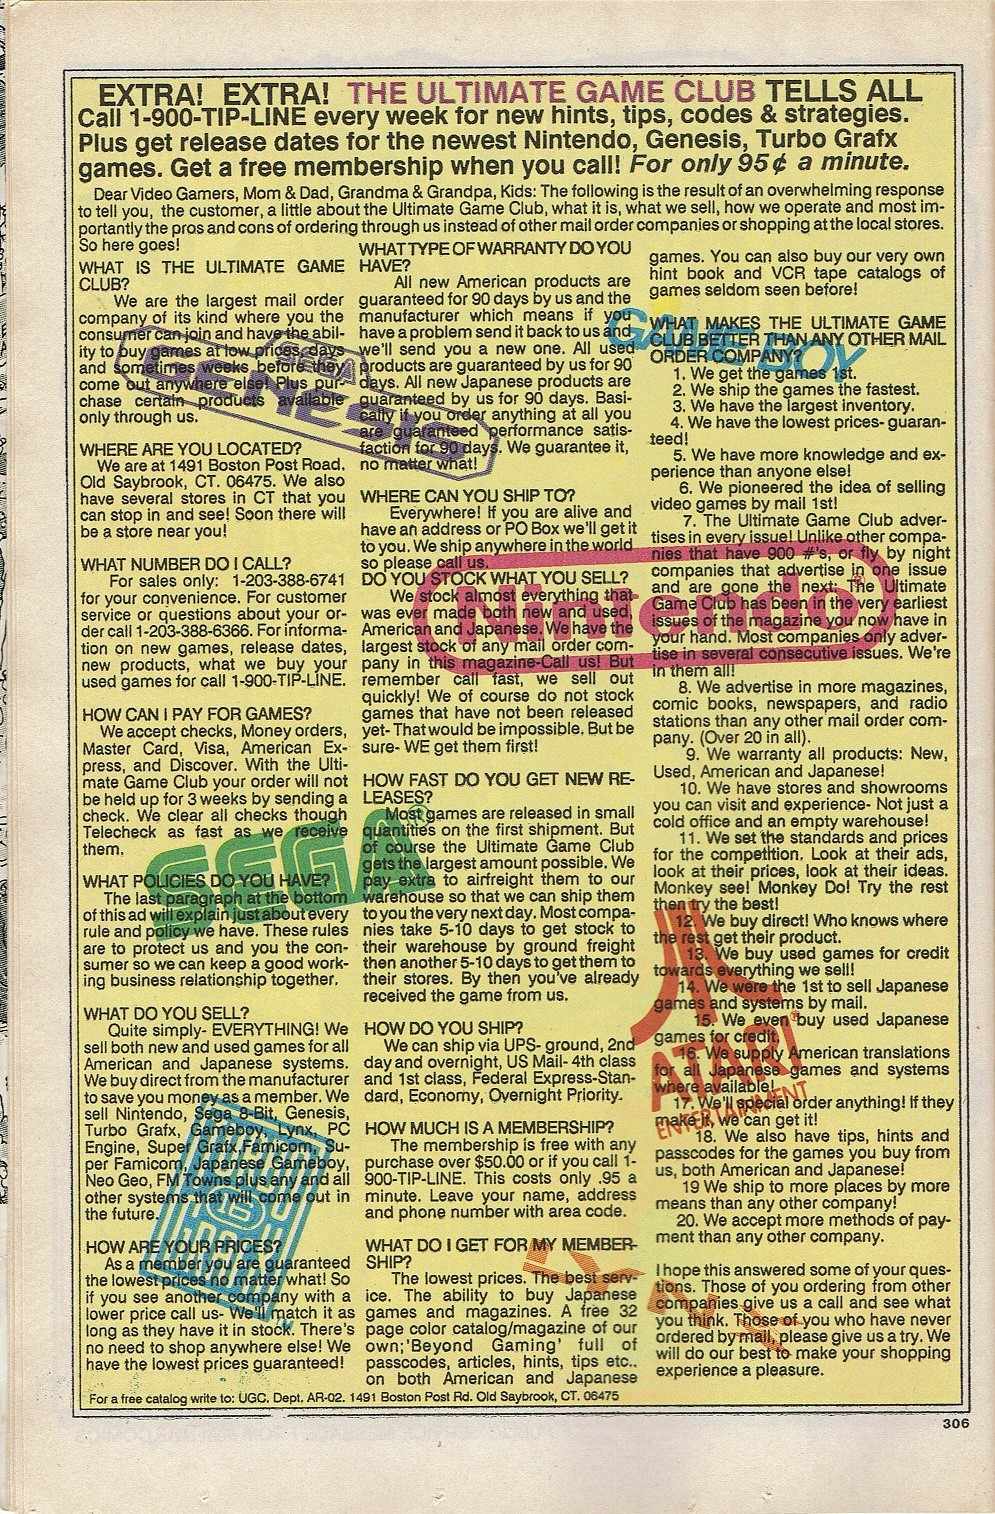 EXTRA! EXTRA! THE ULTIMATE GAME CLUB TELLS ALL
Call 1-900-TIP-LINE every week for new hints, tips, codes & strategies.
Plus get release dates for the newest Nintendo, Genesis, Turbo Grafx
games. Get a free membership when you call! For only 95¢ a minute.
Dear Video Gamers, Mom & Dad, Grandma & Grandpa, Kids: The following is the result of an overwhelming response
to tell you, the customer, a little about the Ultimate Game Club, what it is, what we sell, how we operate and most im-
portantly the pros and cons of ordering through us instead of other mail order companies or shopping at the local stores.
So here goes!
WHAT IS THE ULTIMATE GAME
CLUB?
We are the largest mail order
company of its kind where you the
consumer can join and have the abil-
ity to buy games at low prices, days
and sometimes weeks before they
come out anywhere else! Plus pur-
chase certain products available
only through us.
WHERE ARE YOU LOCATED?
We are at 1491 Boston Post Road,
Old Saybrook, CT. 06475. We also
have several stores in CT that you
can stop in and see! Soon there will
be a store near you!
WHAT NUMBER DO I CALL?
For sales only: 1-203-388-6741
for your convenience. For customer
service or questions about your or-
der call 1-203-388-6366. For informa-
tion on new games, release dates,
new products, what we buy your
used games for call 1-900-TIP-LINE.
HOW CAN I PAY FOR GAMES?
We accept checks, Money orders,
Master Card, Visa, American Ex-
press, and Discover. With the Ulti-
mate Game Club your order will not
be held up for 3 weeks by sending a
check. We clear all checks though
Telecheck as fast as we receive
them.
WHAT POLICIES DO YOU HAVE?
The last paragraph at the bottom
of this ad will explain just about every
rule and policy we have. These rules
are to protect us and you the con-
sumer so we can keep a good work-
ing business relationship together.
WHAT DO YOU SELL?
Quite simply- EVERYTHING! We
sell both new and used games for all
American and Japanese systems.
We buy direct from the manufacturer
to save you money as a member. We
sell Nintendo, Sega 8-Bit, Genesis,
Turbo Grafx, Gameboy, Lynx, PC
Engine, Super Grafx, Famicom, Su-
per Famicom, Japanese Gameboy,
Neo Geo, FM Towns plus any and all
other systems that will come out in
the future.
HOW ARE YOUR PRICES?
As a member you are guaranteed
the lowest prices no matter what! So
if you see another company with a
lower price call us- We'll match it as
long as they have it in stock. There's
no need to shop anywhere else! We
have the lowest prices guaranteed!
WHAT TYPE OF WARRANTY DO YOU
HAVE?
All new American products are
guaranteed for 90 days by us and the
manufacturer which means if you
have a problem send it back to us and
we'll send you a new one. All used
products are guaranteed by us for 90
days. All new Japanese products are
guaranteed by us for 90 days. Basi-
cally if you order anything at all you
are guaranteed performance satis-
faction for 90 days. We guarantee it,
no matter what!
WHERE CAN YOU SHIP TO?
Everywhere! If you are alive and
have an address or PO Box we'll get it
to you. We ship anywhere in the world
so please call us.
DO YOU STOCK WHAT YOU SELL?
We stock almost everything that
was ever made both new and used,
American and Japanese. We have the
largest stock of any mail order com-
pany in this magazine-Call us! But
remember call fast, we sell out
quickly! We of course do not stock
games that have not been released
yet- That would be impossible. But be
sure- WE get them first!
HOW FAST DO YOU GET NEW RE-
LEASES?
Most games are released in small
quantities on the first shipment. But
of course the Ultimate Game Club
gets the largest amount possible. We
pay extra to airfreight them to our
warehouse so that we can ship them
to you the very next day. Most compa-
nies take 5-10 days to get stock to
their warehouse by ground freight
then another 5-10 days to get them to
their stores. By then you've already
received the game from us.
HOW DO YOU SHIP?
We can ship via UPS- ground, 2nd
day and overnight, US Mail- 4th class
and 1st class, Federal Express-Stan-
dard, Economy, Overnight Priority.
HOW MUCH IS A MEMBERSHIP?
The membership is free with any
purchase over $50.00 or if you call 1-
900-TIP-LINE. This costs only .95 a
minute. Leave your name, address
and phone number with area code.
WHAT DO I GET FOR MY MEMBER-
SHIP?
The lowest prices. The best serv-
ice. The ability to buy Japanese
games and magazines. A free 32
page color catalog/magazine of our
own;'Beyond Gaming' full of
passcodes, articles, hints, tips etc..
on both American and Japanese
games. You can also buy our very own
hint book and VCR tape catalogs of
games seldom seen before!
WHAT MAKES THE ULTIMATE GAME
CLUB BETTER THAN ANY OTHER MAIL
ORDER COMPANY?
1. We get the games 1st.
2. We ship the games the fastest.
3. We have the largest inventory.
4. We have the lowest prices- guaran-
teed!
5. We have more knowledge and ex-
perience than anyone else!
6. We pioneered the idea of selling
video games by mail 1st!
7. The Ultimate Game Club adver-
tises in every issue! Unlike other compa-
nies that have 900 #'s, or fly by night
companies that advertise in one issue
and are gone the next; The Ultimate
Game Club has been in the very earliest
issues of the magazine you now have in
your hand. Most companies only adver-
tise in several consecutive issues. We're
in them all!
8. We advertise in more magazines,
comic books, newspapers, and radio
stations than any other mail order com-
pany. (Over 20 in all).
9. We warranty all products: New,
Used, American and Japanese!
10. We have stores and showrooms
you can visit and experience- Not just a
cold office and an empty warehouse!
11. We set the standards and prices
for the competition. Look at their ads,
look at their prices, look at their ideas.
Monkey see! Monkey Do! Try the rest
then try the best!
12. We buy direct! Who knows where
the rest get their product.
13. We buy used games for credit
towards everything we sell!
14. We were the 1st to sell Japanese
games and systems by mail.
15. We even buy used Japanese
games for credit.
16. We supply American translations
for all Japanese games and systems
where available!
17. We'll special order anything! If they
make it, we can get it!
18. We also have tips, hints and
passcodes for the games you buy from
us, both American and Japanese!
19 We ship to more places by more
means than any other company!
20. We accept more methods of pay-
ment than any other company.
I hope this answered some of your ques-
tions. Those of you ordering from other
companies give us a call and see what
you think. Those of you who have never
ordered by mail, please give us a try. We
will do our best to make your shopping
experience a pleasure.
For a free catalog write to: UGC. Dept. AR-02. 1491 Boston Post Rd. Old Saybrook, CT. 06475
SEGA
GENESIS
GAME BOY
Nintendo®
SEGA®
ATARI®
ENTERTAINMENT
16
LYNX
306